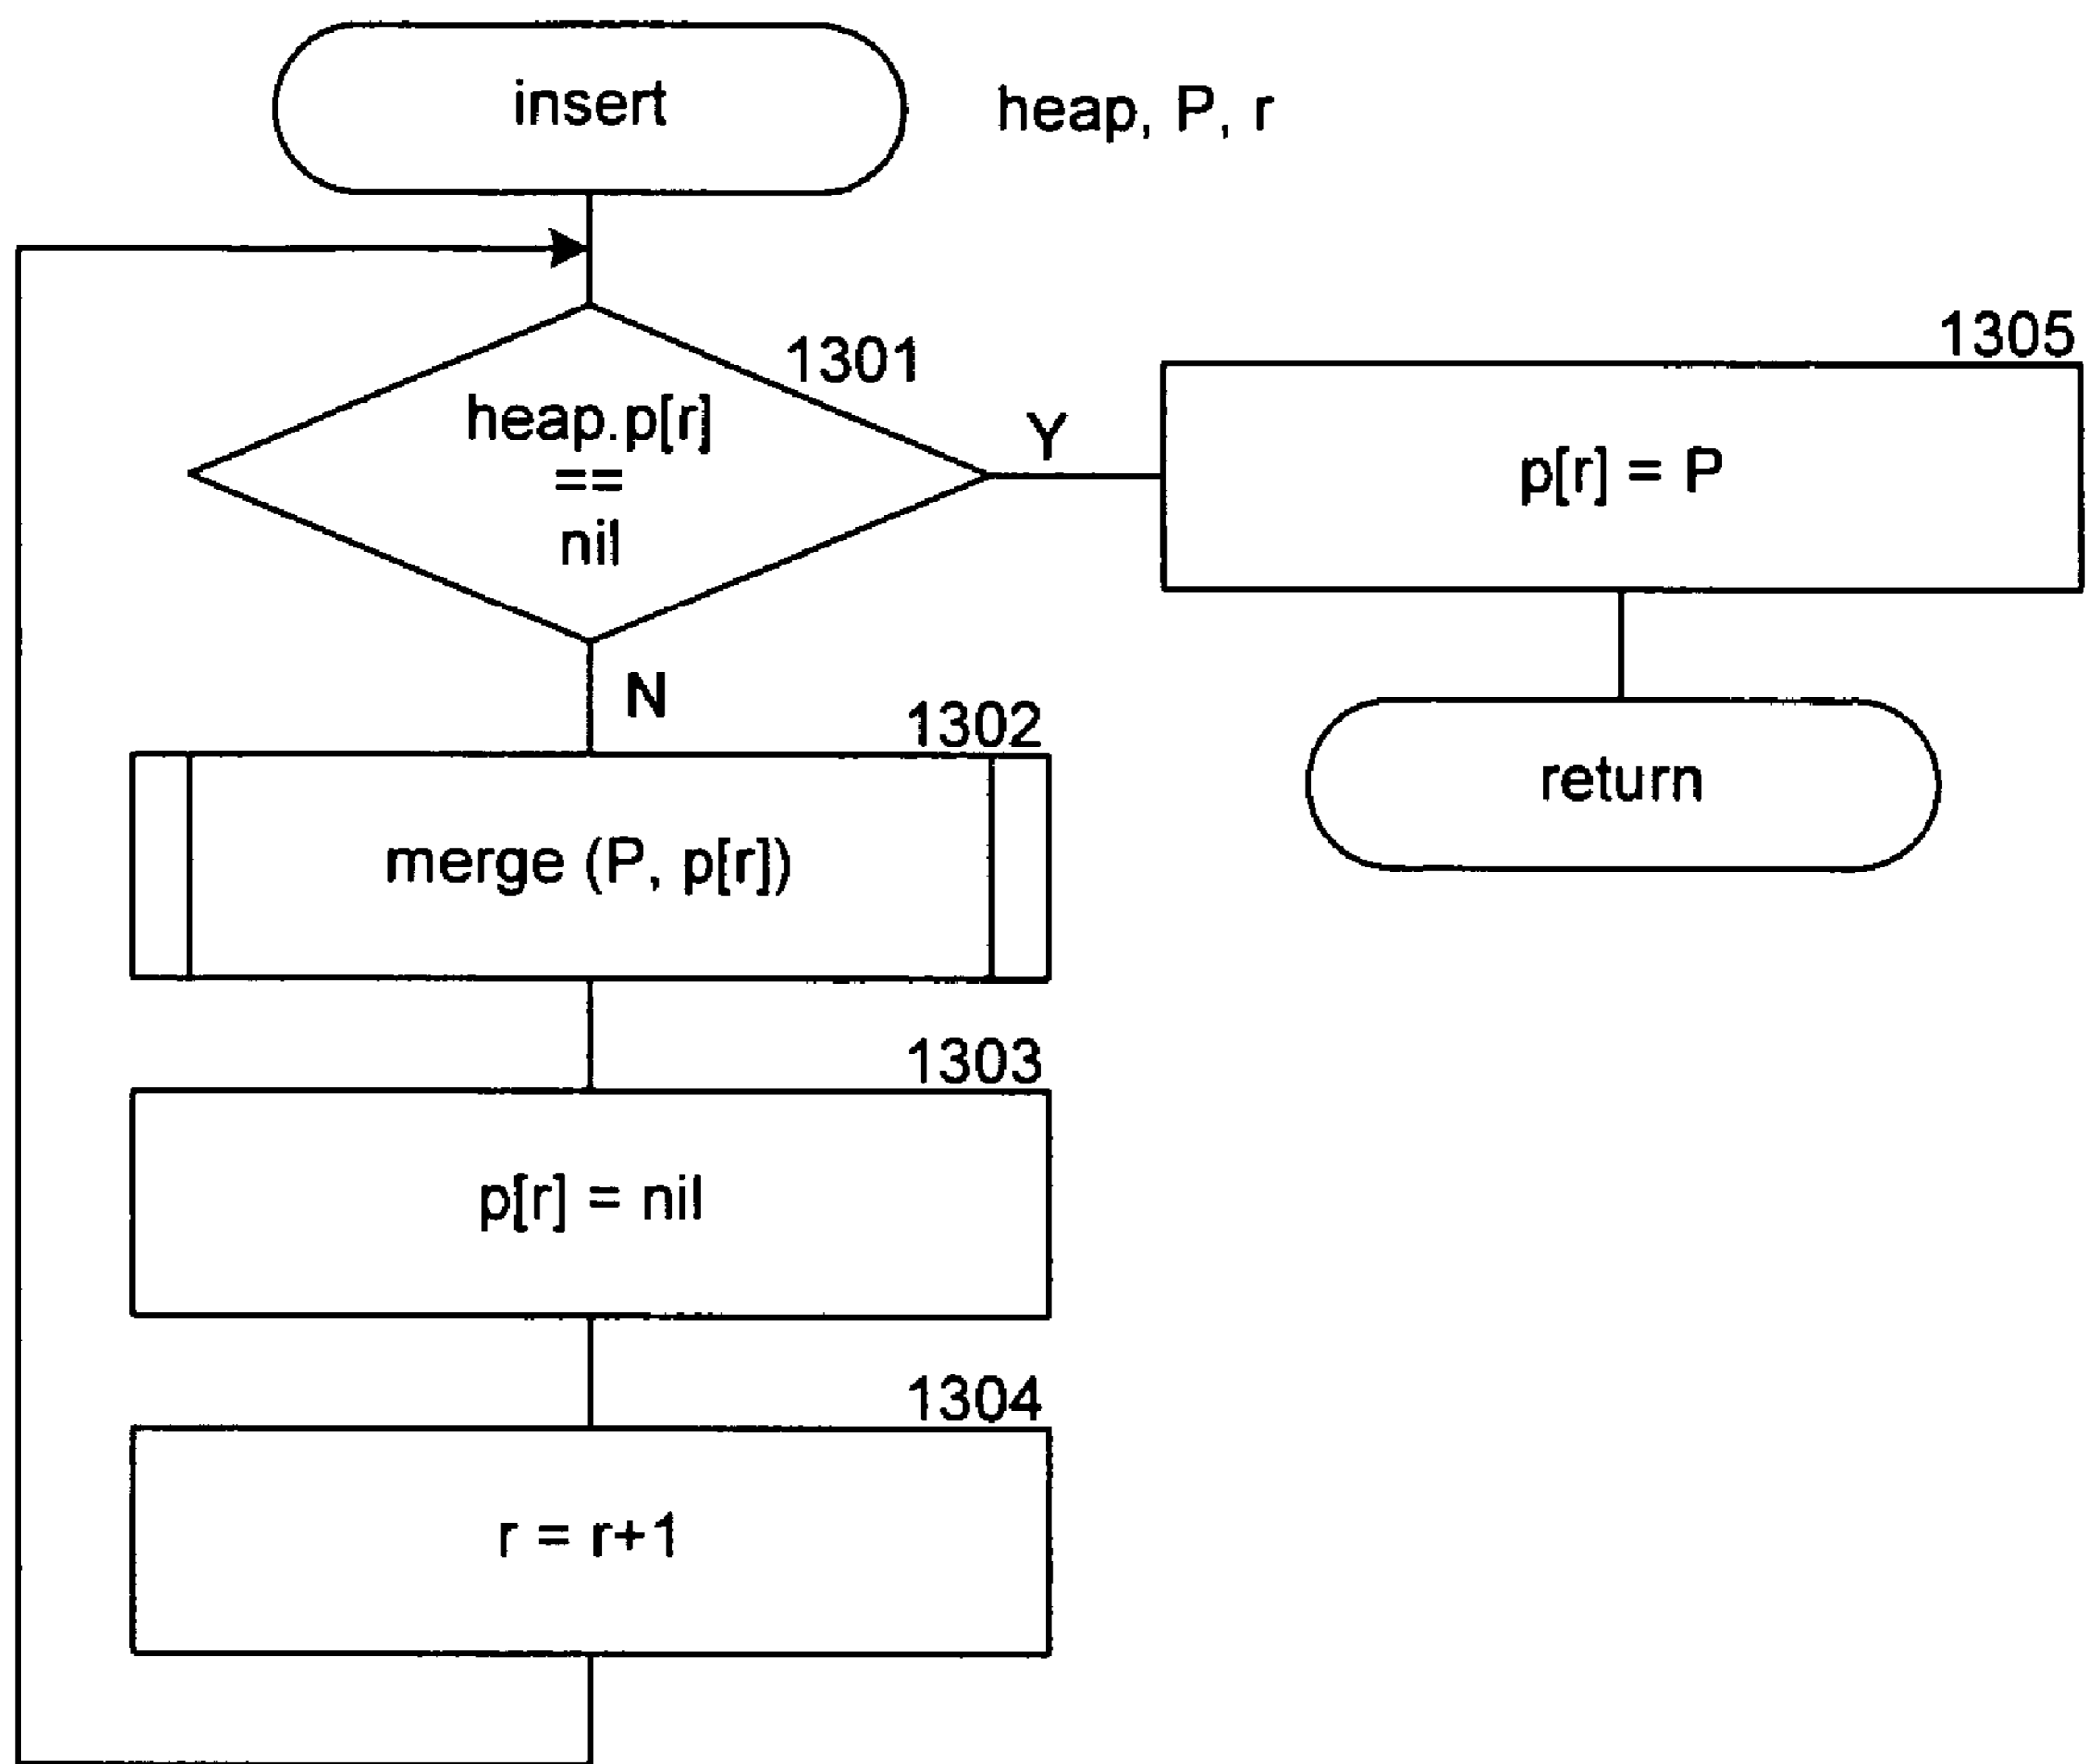 insert
heap, P, r
1301
heap.p[r]
==
nil
Y
1305
p[r] = P
N
return
1302
merge (P, p[r])
1303
p[r] = nil
1304
r = r+1